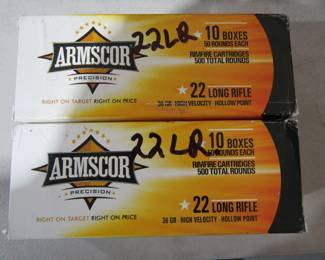 ARMSCOR
PRECISION
RIGHT ON TARGET RIGHT ON PRICE
22LR
10 BOXES
50 ROUNDS EACH
RIMFIRE CARTRIDGES
500 TOTAL ROUNDS
22 LONG RIFLE
36 GR · HIGH VELOCITY · HOLLOW POINT
ARMSCOR
PRECISION
RIGHT ON TARGET RIGHT ON PRICE
22LR.
10 BOXES
50 ROUNDS EACH
RIMFIRE CARTRIDGES
500 TOTAL ROUNDS
22 LONG RIFLE
36 GR · HIGH VELOCITY · HOLLOW POINT